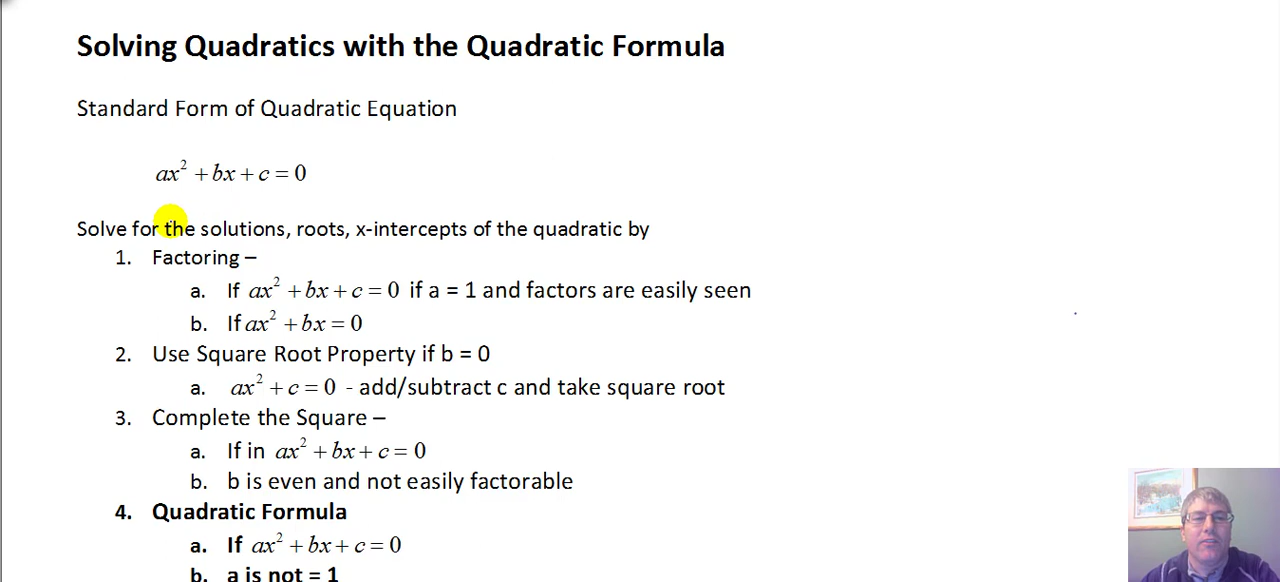 Solving Quadratics with the Quadratic Formula
Standard Form of Quadratic Equation
ax² + bx + c = 0
Solve for the solutions, roots, x-intercepts of the quadratic by
1. Factoring –
a. If ax² + bx + c = 0 if a = 1 and factors are easily seen
b. If ax² + bx = 0
2. Use Square Root Property if b = 0
a. ax² + c = 0 - add/subtract c and take square root
3. Complete the Square –
a. If in ax² + bx + c = 0
b. b is even and not easily factorable
4. Quadratic Formula
a. If ax² + bx + c = 0
b. a is not = 1